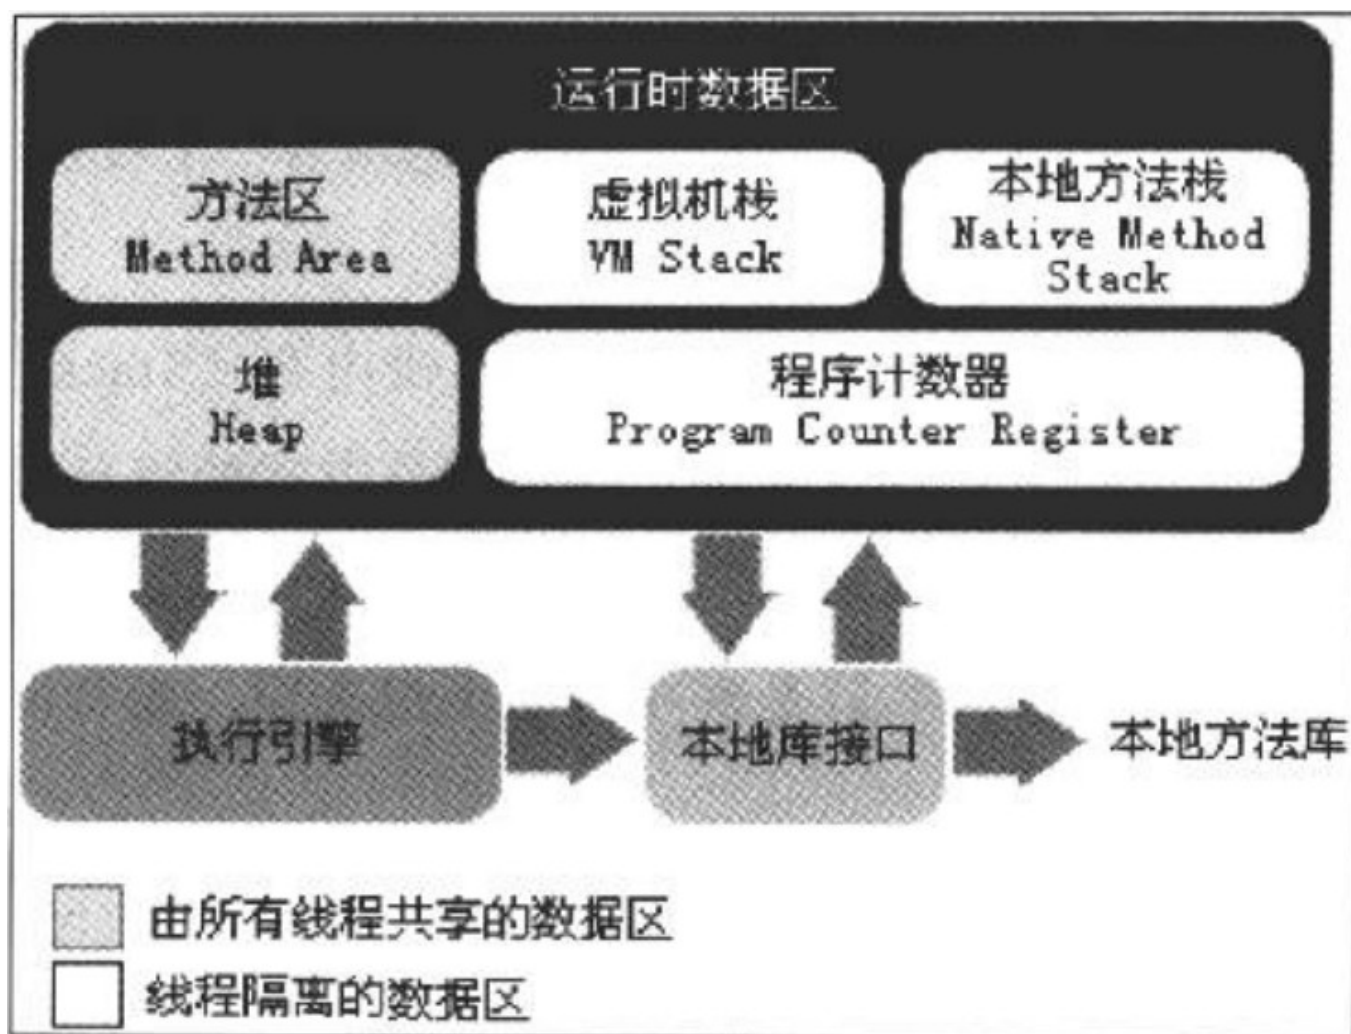 运行时数据区
方法区
Method Area
虚拟机栈
VM Stack
本地方法栈
Native Method
Stack
堆
Heap
程序计数器
Program Counter Register
执行引擎
本地库接口
本地方法库
由所有线程共享的数据区
线程隔离的数据区